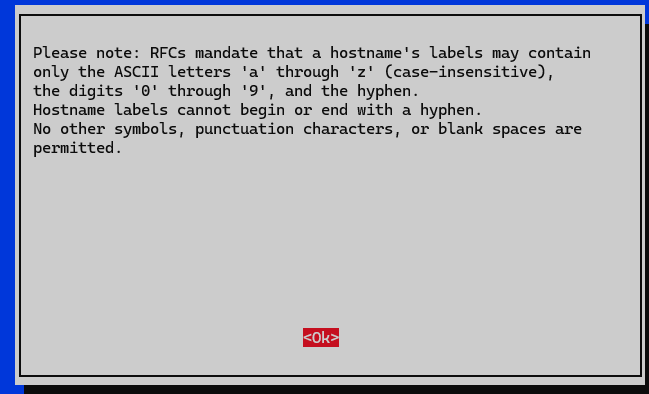 Please note: RFCs mandate that a hostname's labels may contain
only the ASCII letters 'a' through 'z' (case-insensitive),
the digits '0' through '9', and the hyphen.
Hostname labels cannot begin or end with a hyphen.
No other symbols, punctuation characters, or blank spaces are
permitted.
<Ok>